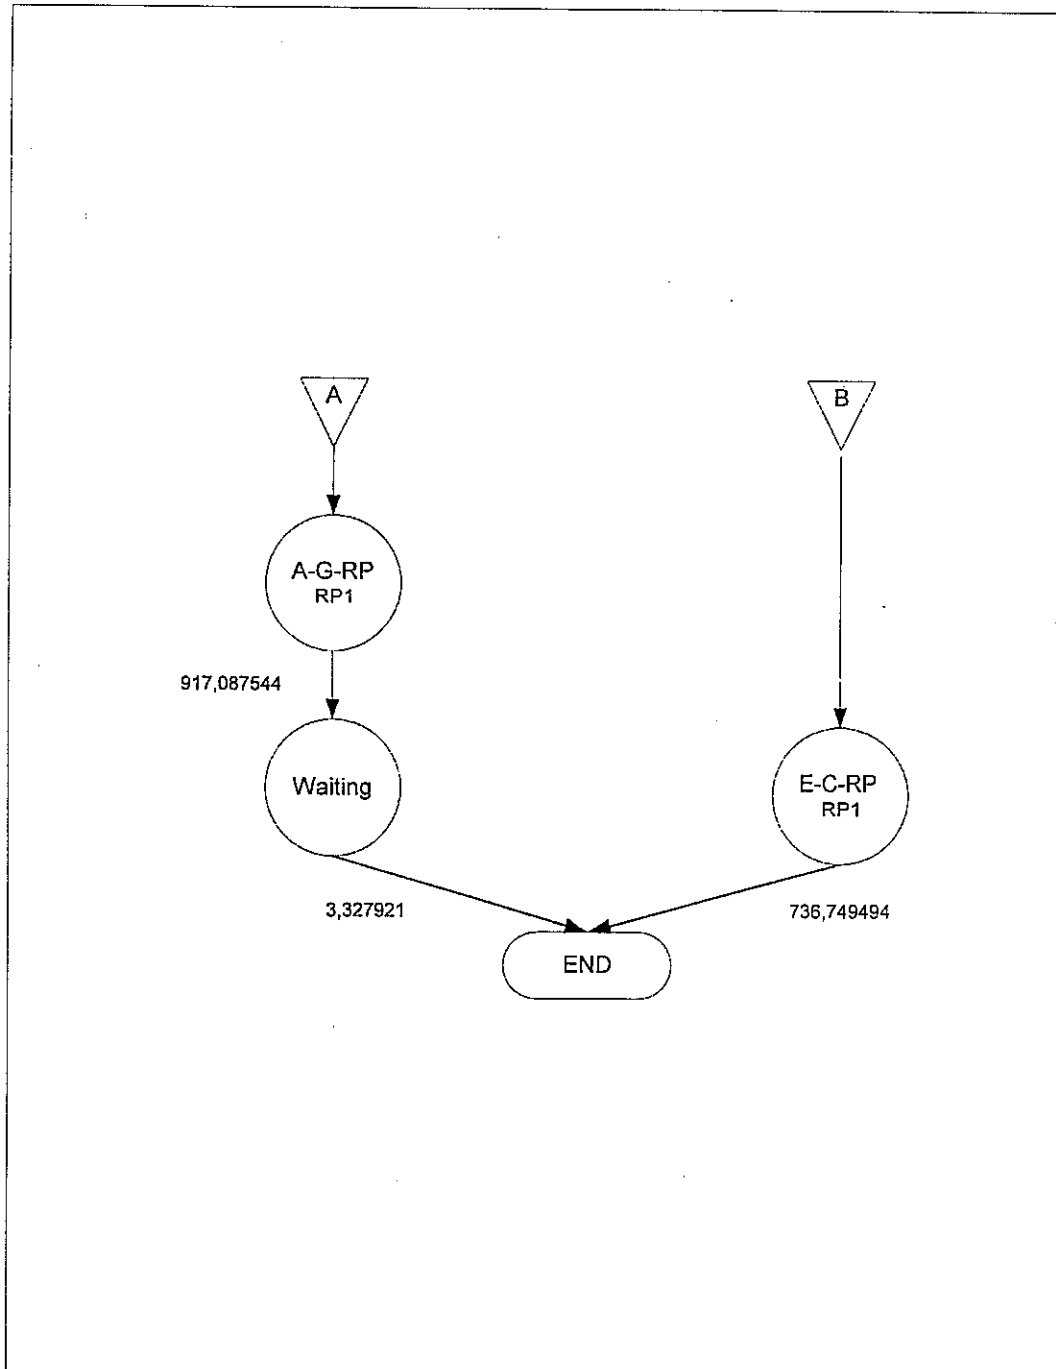 A
B
A-G-RP
RP1
917,087544
Waiting
E-C-RP
RP1
3,327921
736,749494
END